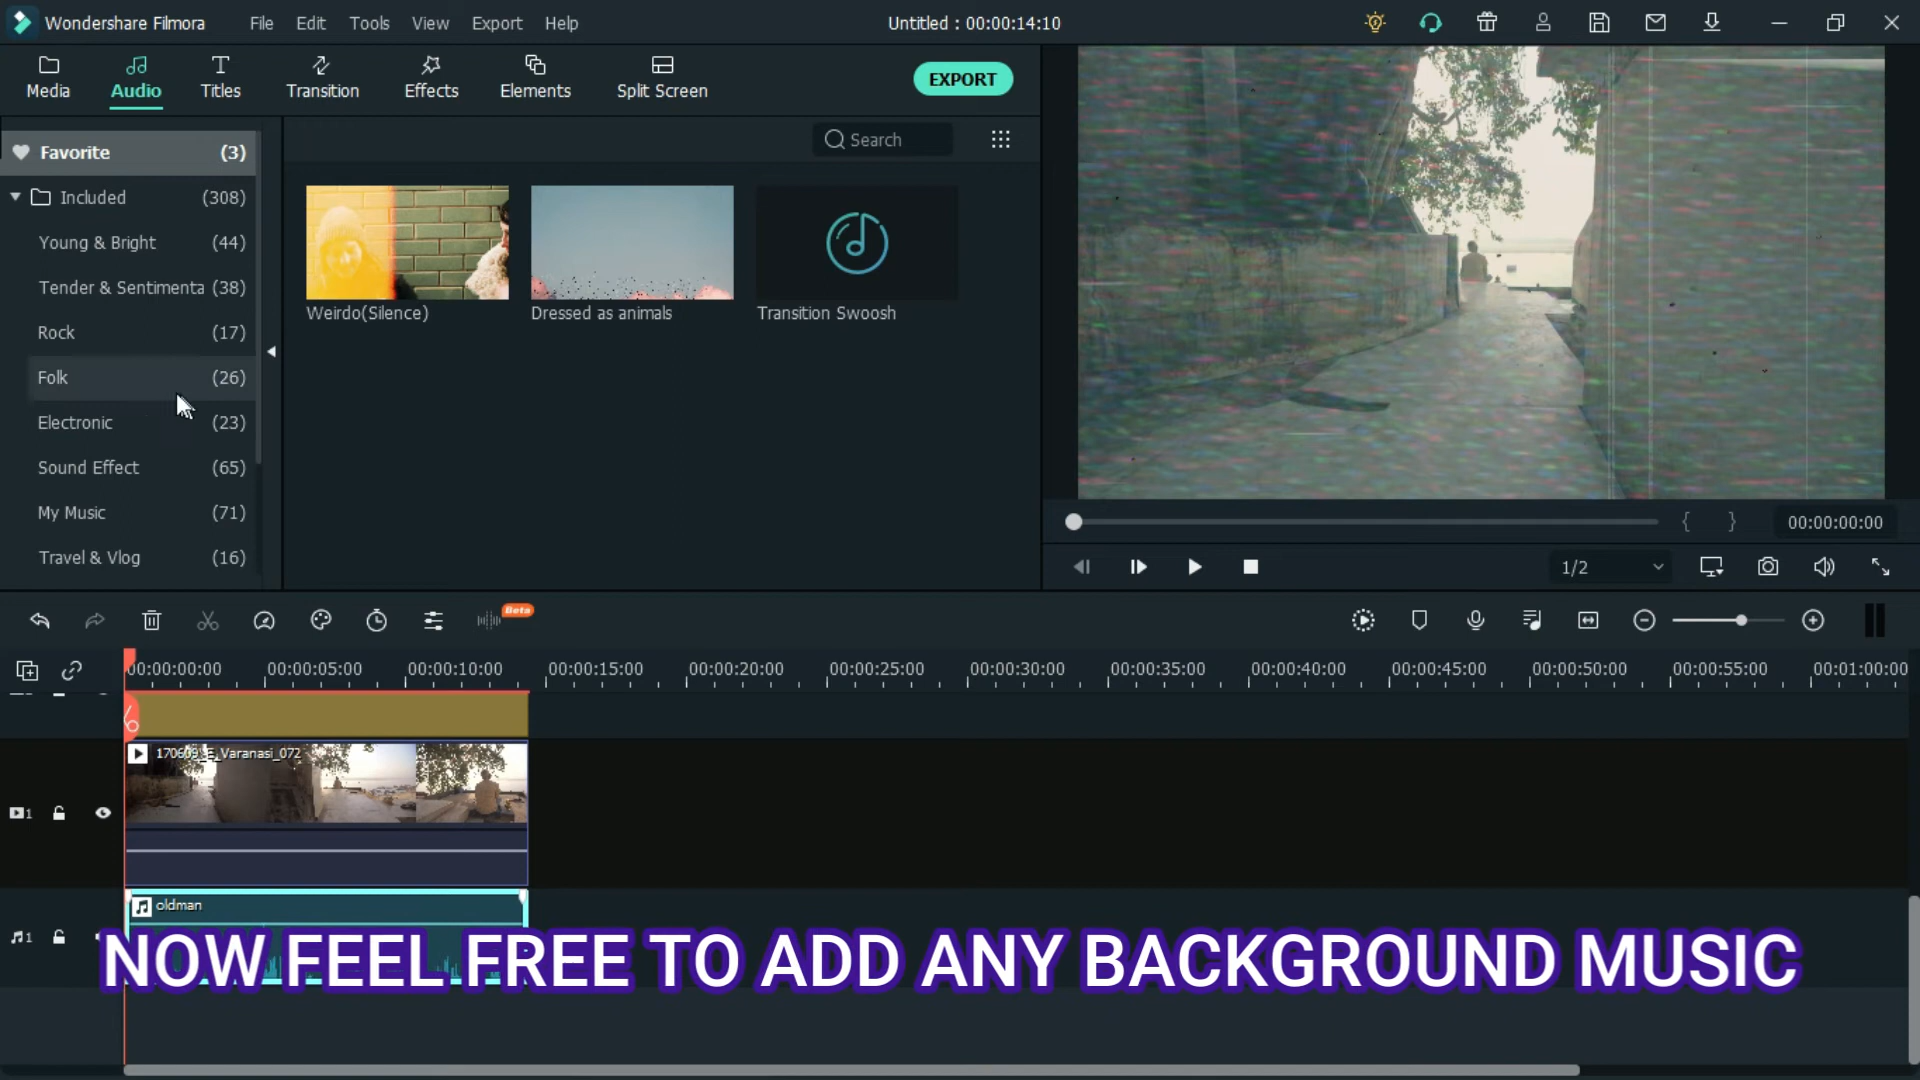 Wondershare Filmora
File Edit Tools View Export Help
Untitled : 00:00:14:10
Media Audio Titles Transition Effects Elements Split Screen
EXPORT
Favorite (3)
Included (308)
Young & Bright (44)
Tender & Sentimenta (38)
Rock (17)
Folk (26)
Electronic (23)
Sound Effect (65)
My Music (71)
Travel & Vlog (16)
Search
Weirdo(Silence)
Dressed as animals
Transition Swoosh
{ } 00:00:00:00
1/2
Beta
00:00:00:00 00:00:05:00 00:00:10:00 00:00:15:00 00:00:20:00 00:00:25:00 00:00:30:00 00:00:35:00 00:00:40:00 00:00:45:00 00:00:50:00 00:00:55:00 00:01:00:00
170609_E_Varanasi_072
1
oldman
1
NOW FEEL FREE TO ADD ANY BACKGROUND MUSIC